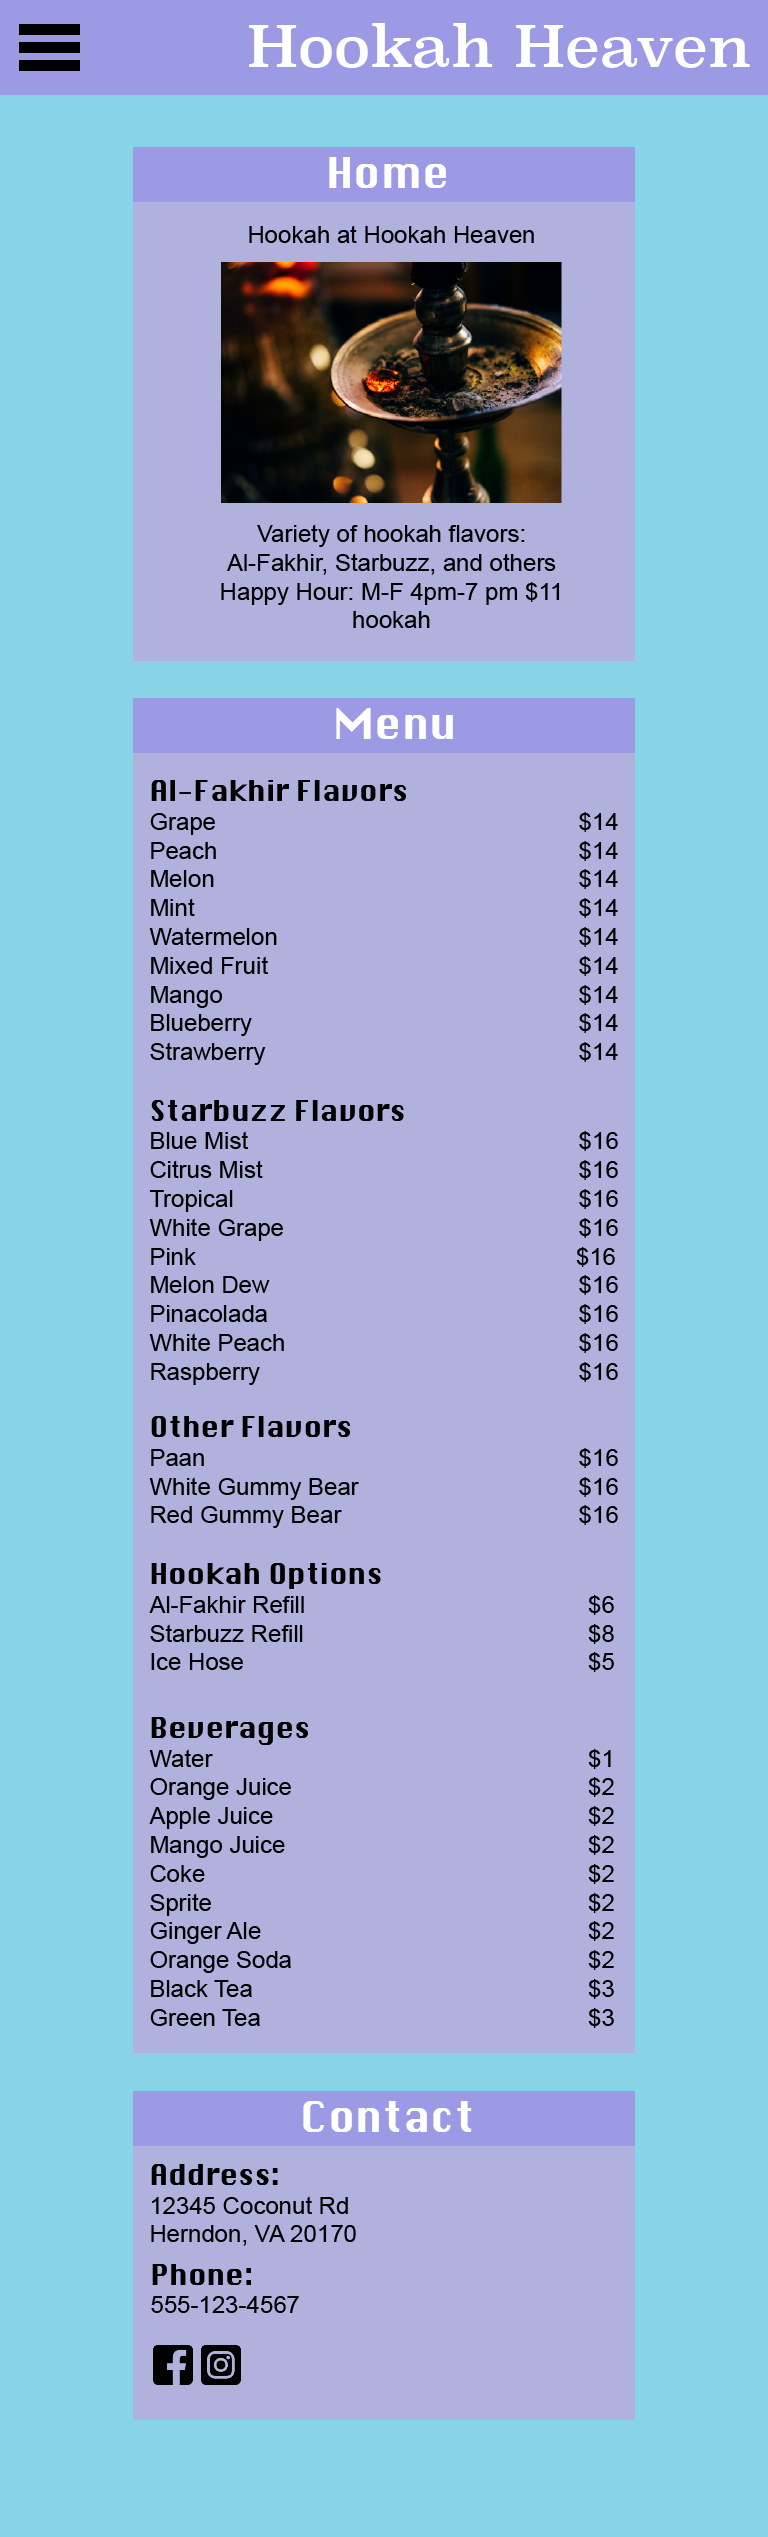 Hookah Heaven
Home
Hookah at Hookah Heaven
Variety of hookah flavors:
Al-Fakhir, Starbuzz, and others
Happy Hour: M-F 4pm-7 pm $11
hookah
Menu
Al-Fakhir Flavors
Grape $14
Peach $14
Melon $14
Mint $14
Watermelon $14
Mixed Fruit $14
Mango $14
Blueberry $14
Strawberry $14
Starbuzz Flavors
Blue Mist $16
Citrus Mist $16
Tropical $16
White Grape $16
Pink $16
Melon Dew $16
Pinacolada $16
White Peach $16
Raspberry $16
Other Flavors
Paan $16
White Gummy Bear $16
Red Gummy Bear $16
Hookah Options
Al-Fakhir Refill $6
Starbuzz Refill $8
Ice Hose $5
Beverages
Water $1
Orange Juice $2
Apple Juice $2
Mango Juice $2
Coke $2
Sprite $2
Ginger Ale $2
Orange Soda $2
Black Tea $3
Green Tea $3
Contact
Address:
12345 Coconut Rd
Herndon, VA 20170
Phone:
555-123-4567